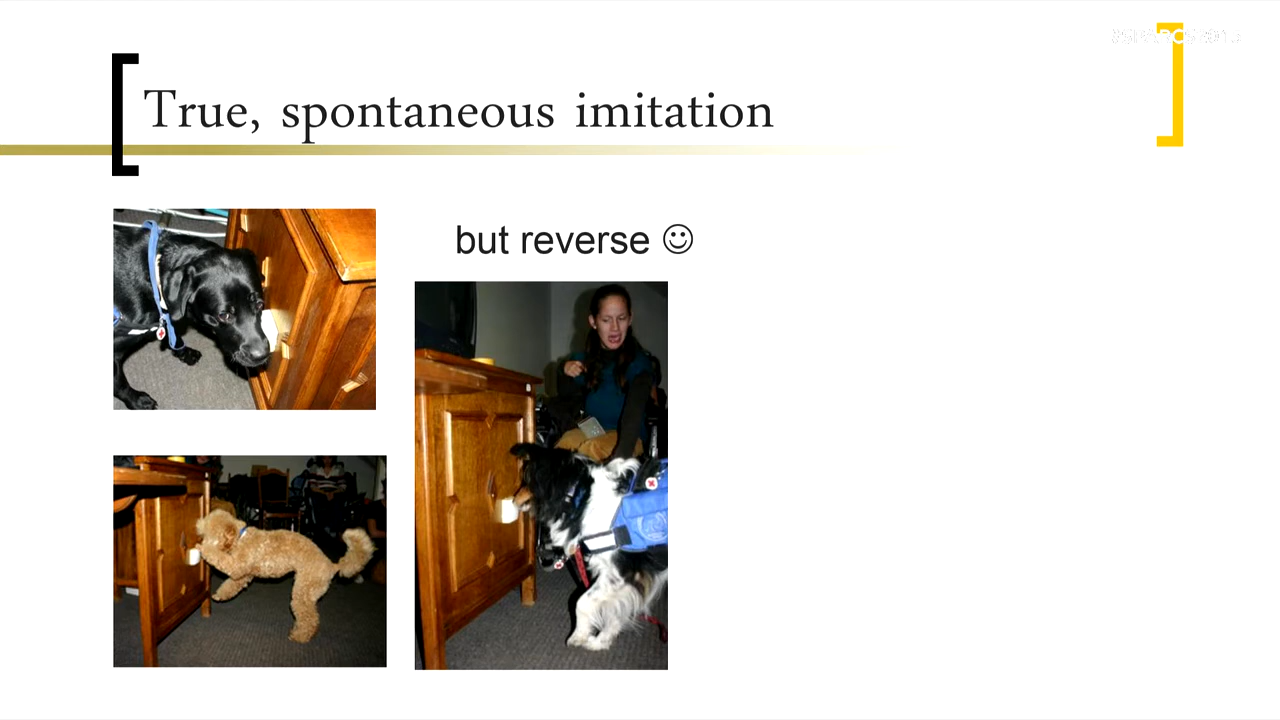 True, spontaneous imitation
but reverse ☺